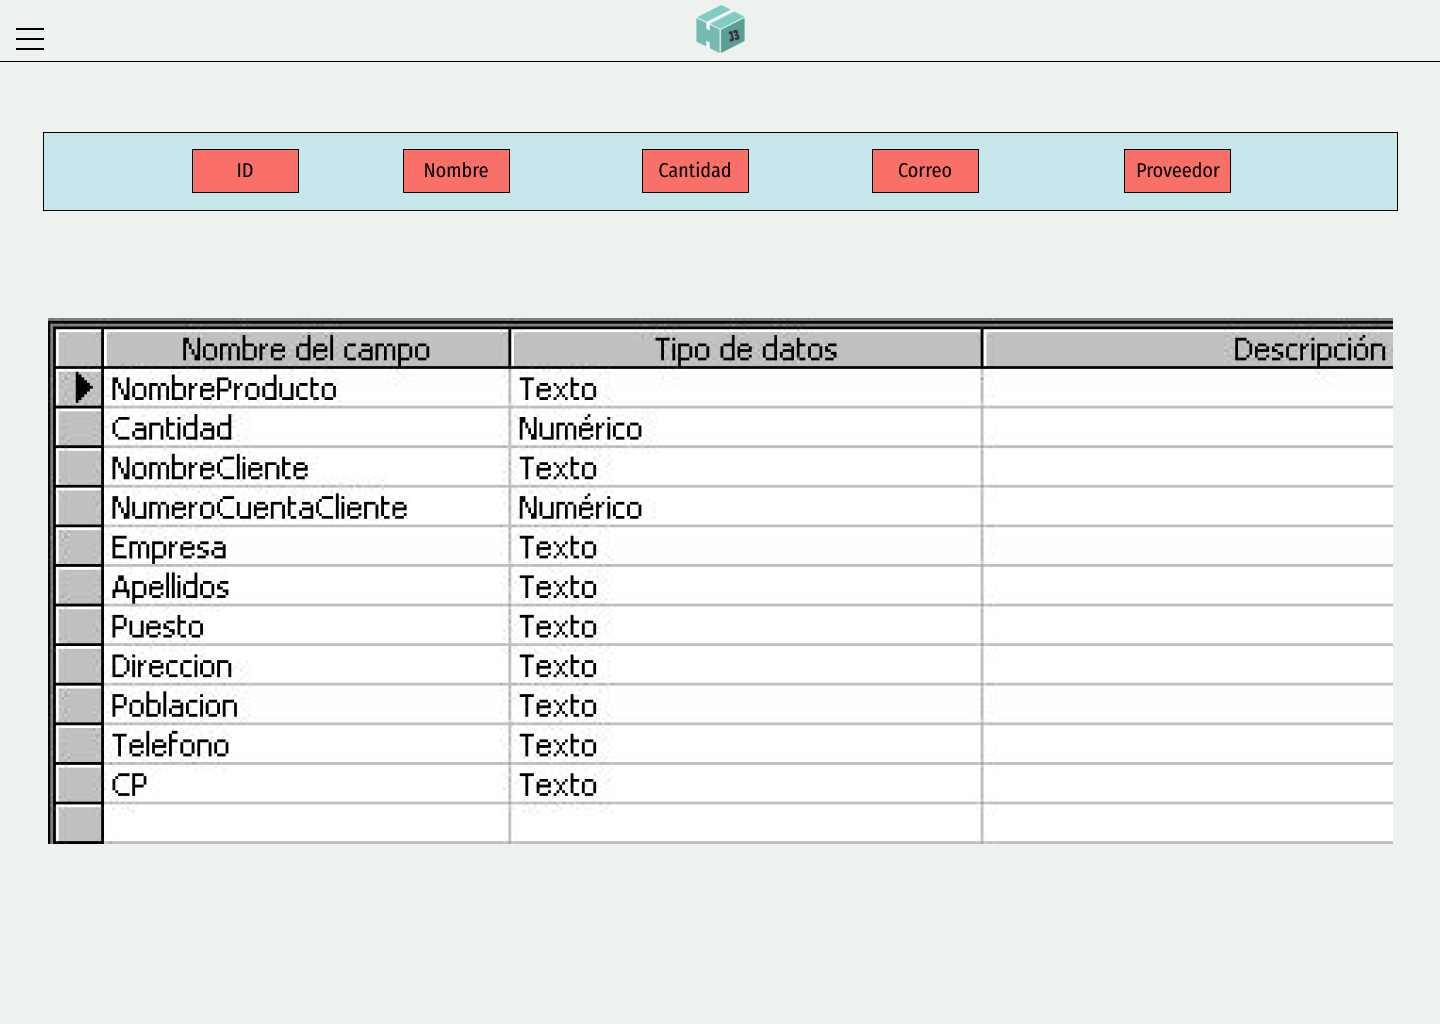 J3
ID Nombre Cantidad Correo Proveedor
Nombre del campo Tipo de datos Descripción
NombreProducto Texto
Cantidad Numérico
NombreCliente Texto
NumeroCuentaCliente Numérico
Empresa Texto
Apellidos Texto
Puesto Texto
Direccion Texto
Poblacion Texto
Telefono Texto
CP Texto